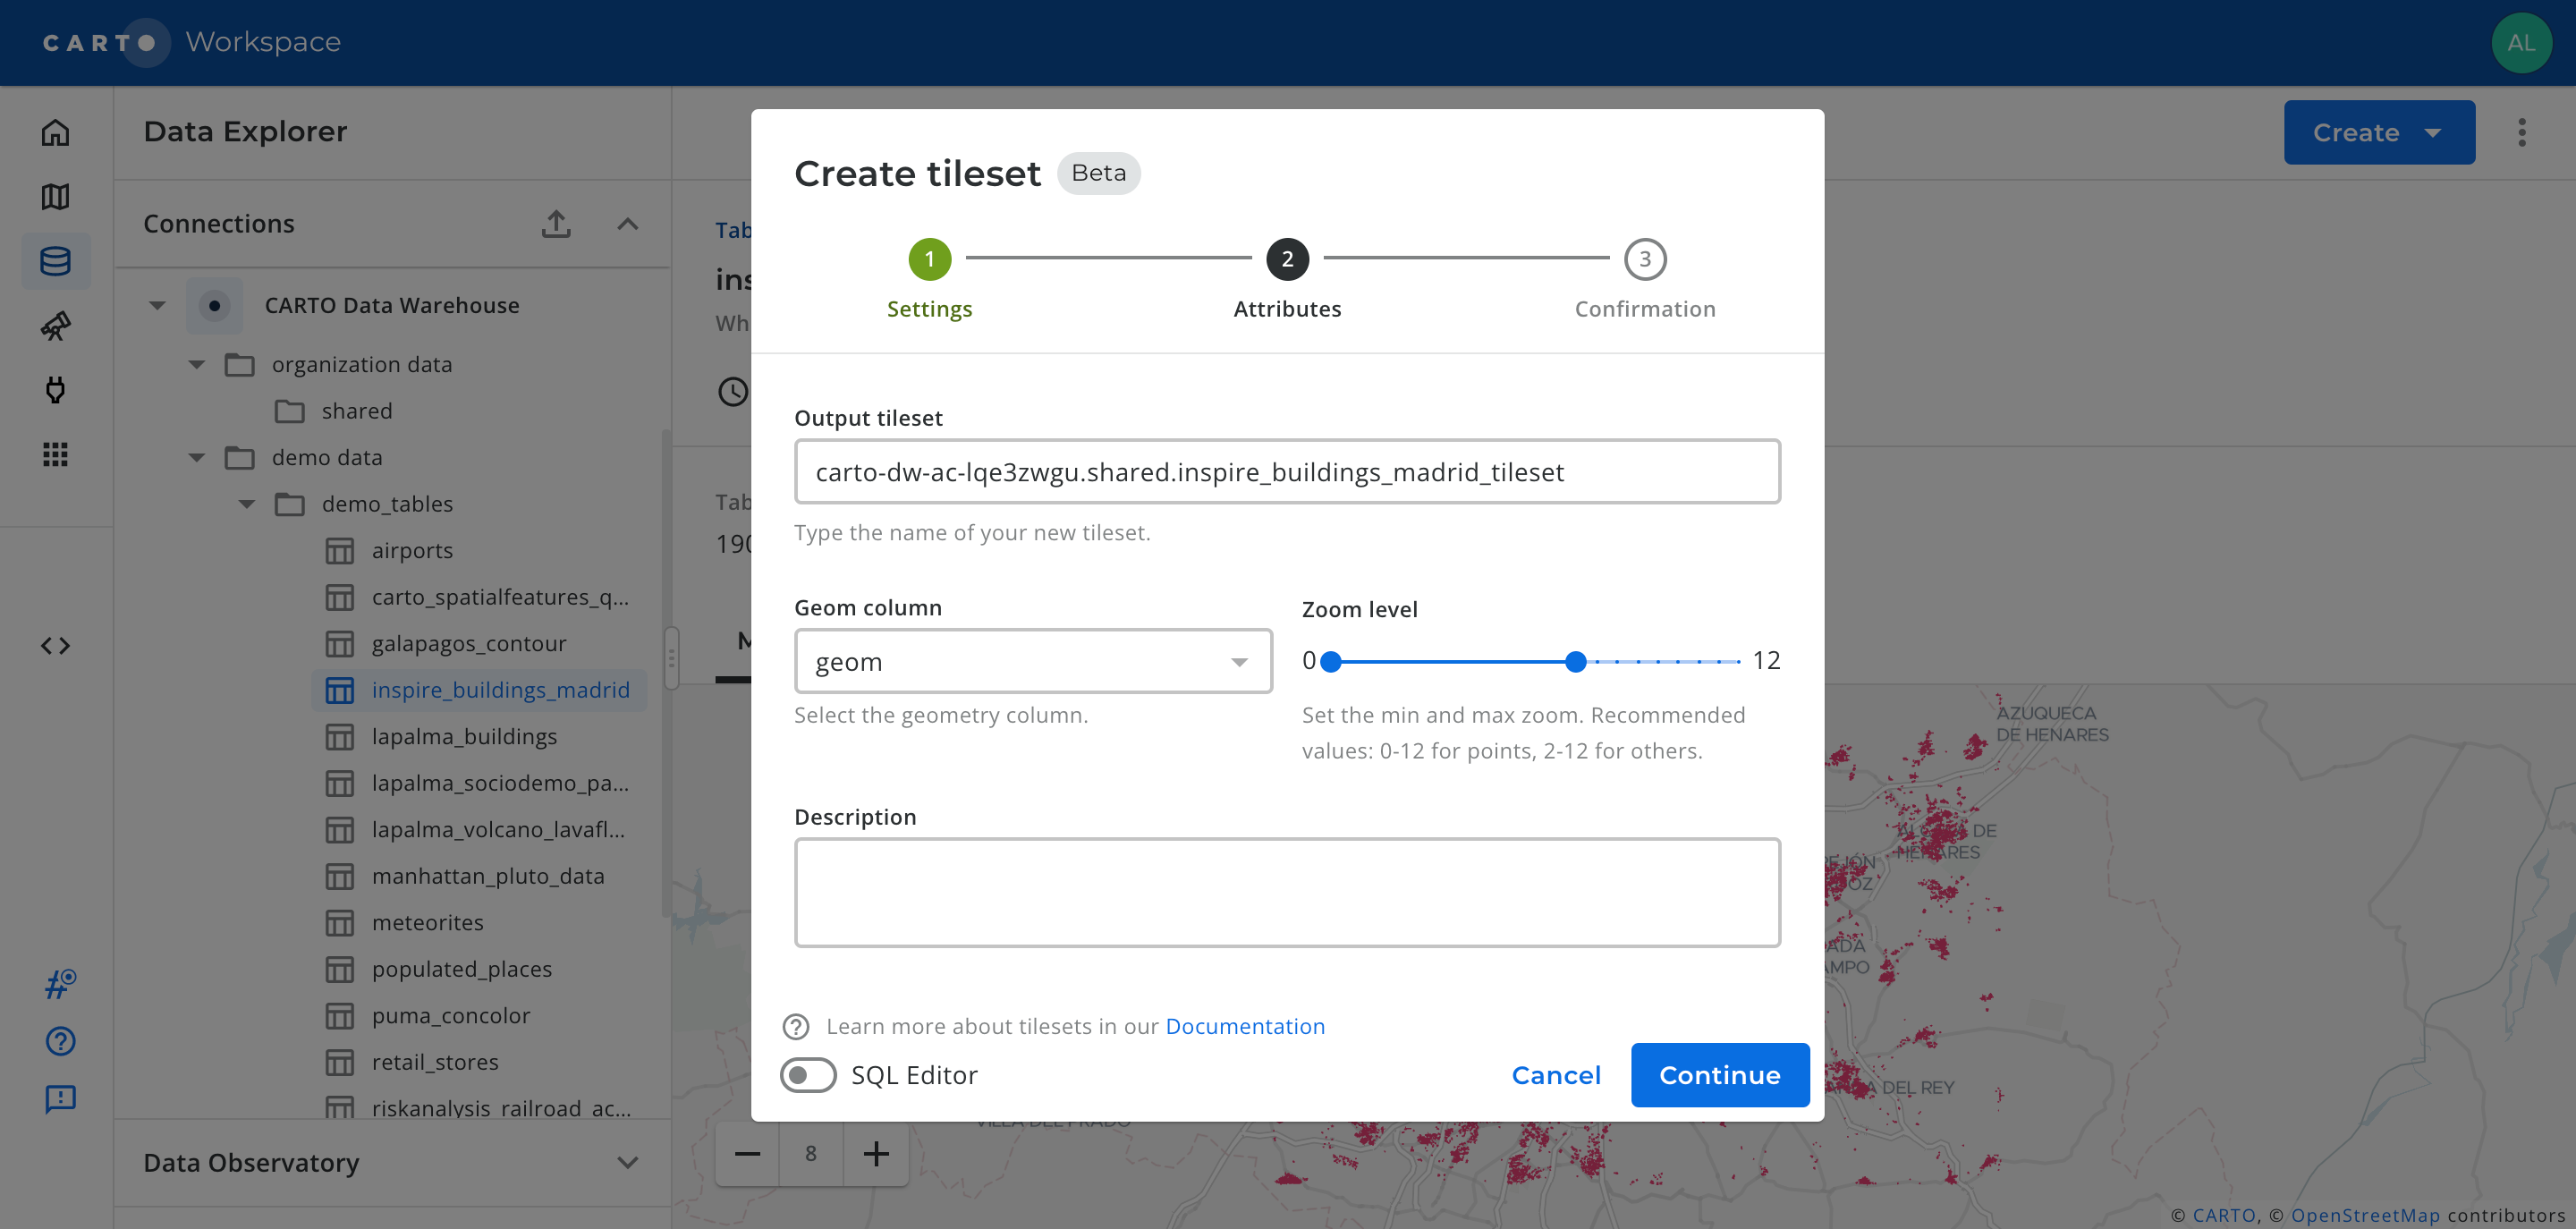 CARTO Workspace
AL
Data Explorer
Create
Connections
CARTO Data Warehouse
organization data
shared
demo data
demo_tables
airports
carto_spatialfeatures_q...
galapagos_contour
inspire_buildings_madrid
lapalma_buildings
lapalma_sociodemo_pa...
lapalma_volcano_lavafl...
manhattan_pluto_data
meteorites
populated_places
puma_concolor
retail_stores
riskanalysis_railroad_ac...
Data Observatory
Tab
ins
Wh
Tab
190
M
Create tileset Beta
1 2 3
Settings Attributes Confirmation
Output tileset
carto-dw-ac-lqe3zwgu.shared.inspire_buildings_madrid_tileset
Type the name of your new tileset.
Geom column
geom
Select the geometry column.
Zoom level
0 12
Set the min and max zoom. Recommended
values: 0-12 for points, 2-12 for others.
Description
Learn more about tilesets in our Documentation
SQL Editor
Cancel Continue
8
AZUQUECA
DE HENARES
ALCALÁ DE
HENARES
EJÓN
OZ
ADA
AMPO
DEL REY
VILLA DEL PRADO
© CARTO, © OpenStreetMap contributors